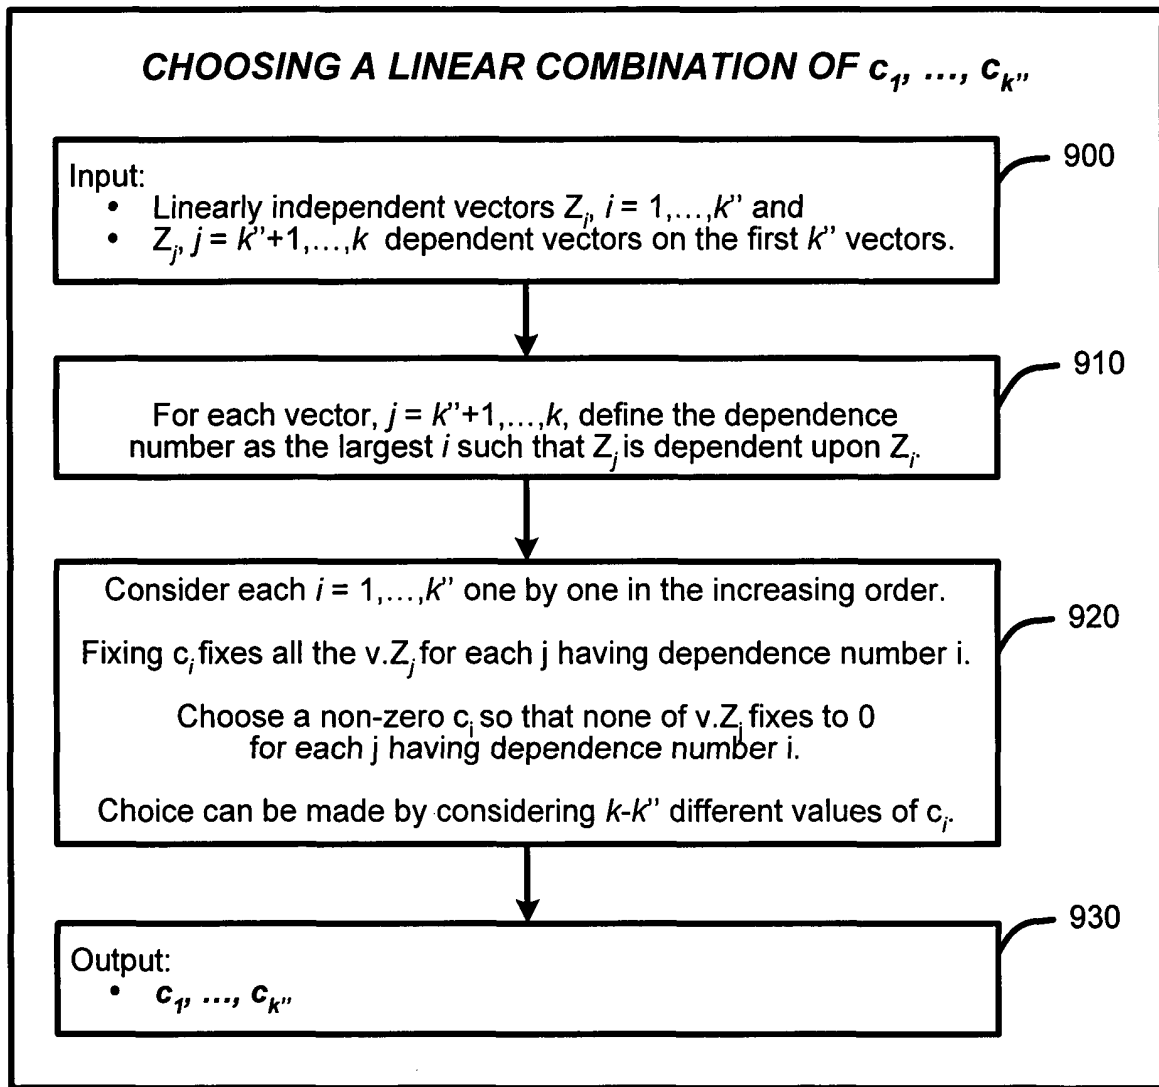 CHOOSING A LINEAR COMBINATION OF c1, ..., ck"
900
Input:
• Linearly independent vectors Zi, i = 1,...,k" and
• Zj, j = k"+1,...,k dependent vectors on the first k" vectors.
910
For each vector, j = k"+1,...,k, define the dependence
number as the largest i such that Zj is dependent upon Zi.
Consider each i = 1,...,k" one by one in the increasing order.
920
Fixing ci fixes all the v.Zj for each j having dependence number i.
Choose a non-zero ci so that none of v.Zj fixes to 0
for each j having dependence number i.
Choice can be made by considering k-k" different values of ci.
930
Output:
• c1, ..., ck"